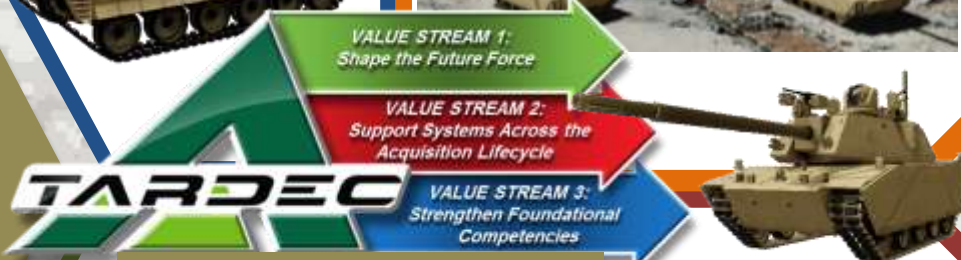 VALUE STREAM 1:
Shape the Future Force
VALUE STREAM 2:
Support Systems Across the
Acquisition Lifecycle
TARDEC
VALUE STREAM 3:
Strengthen Foundational
Competencies